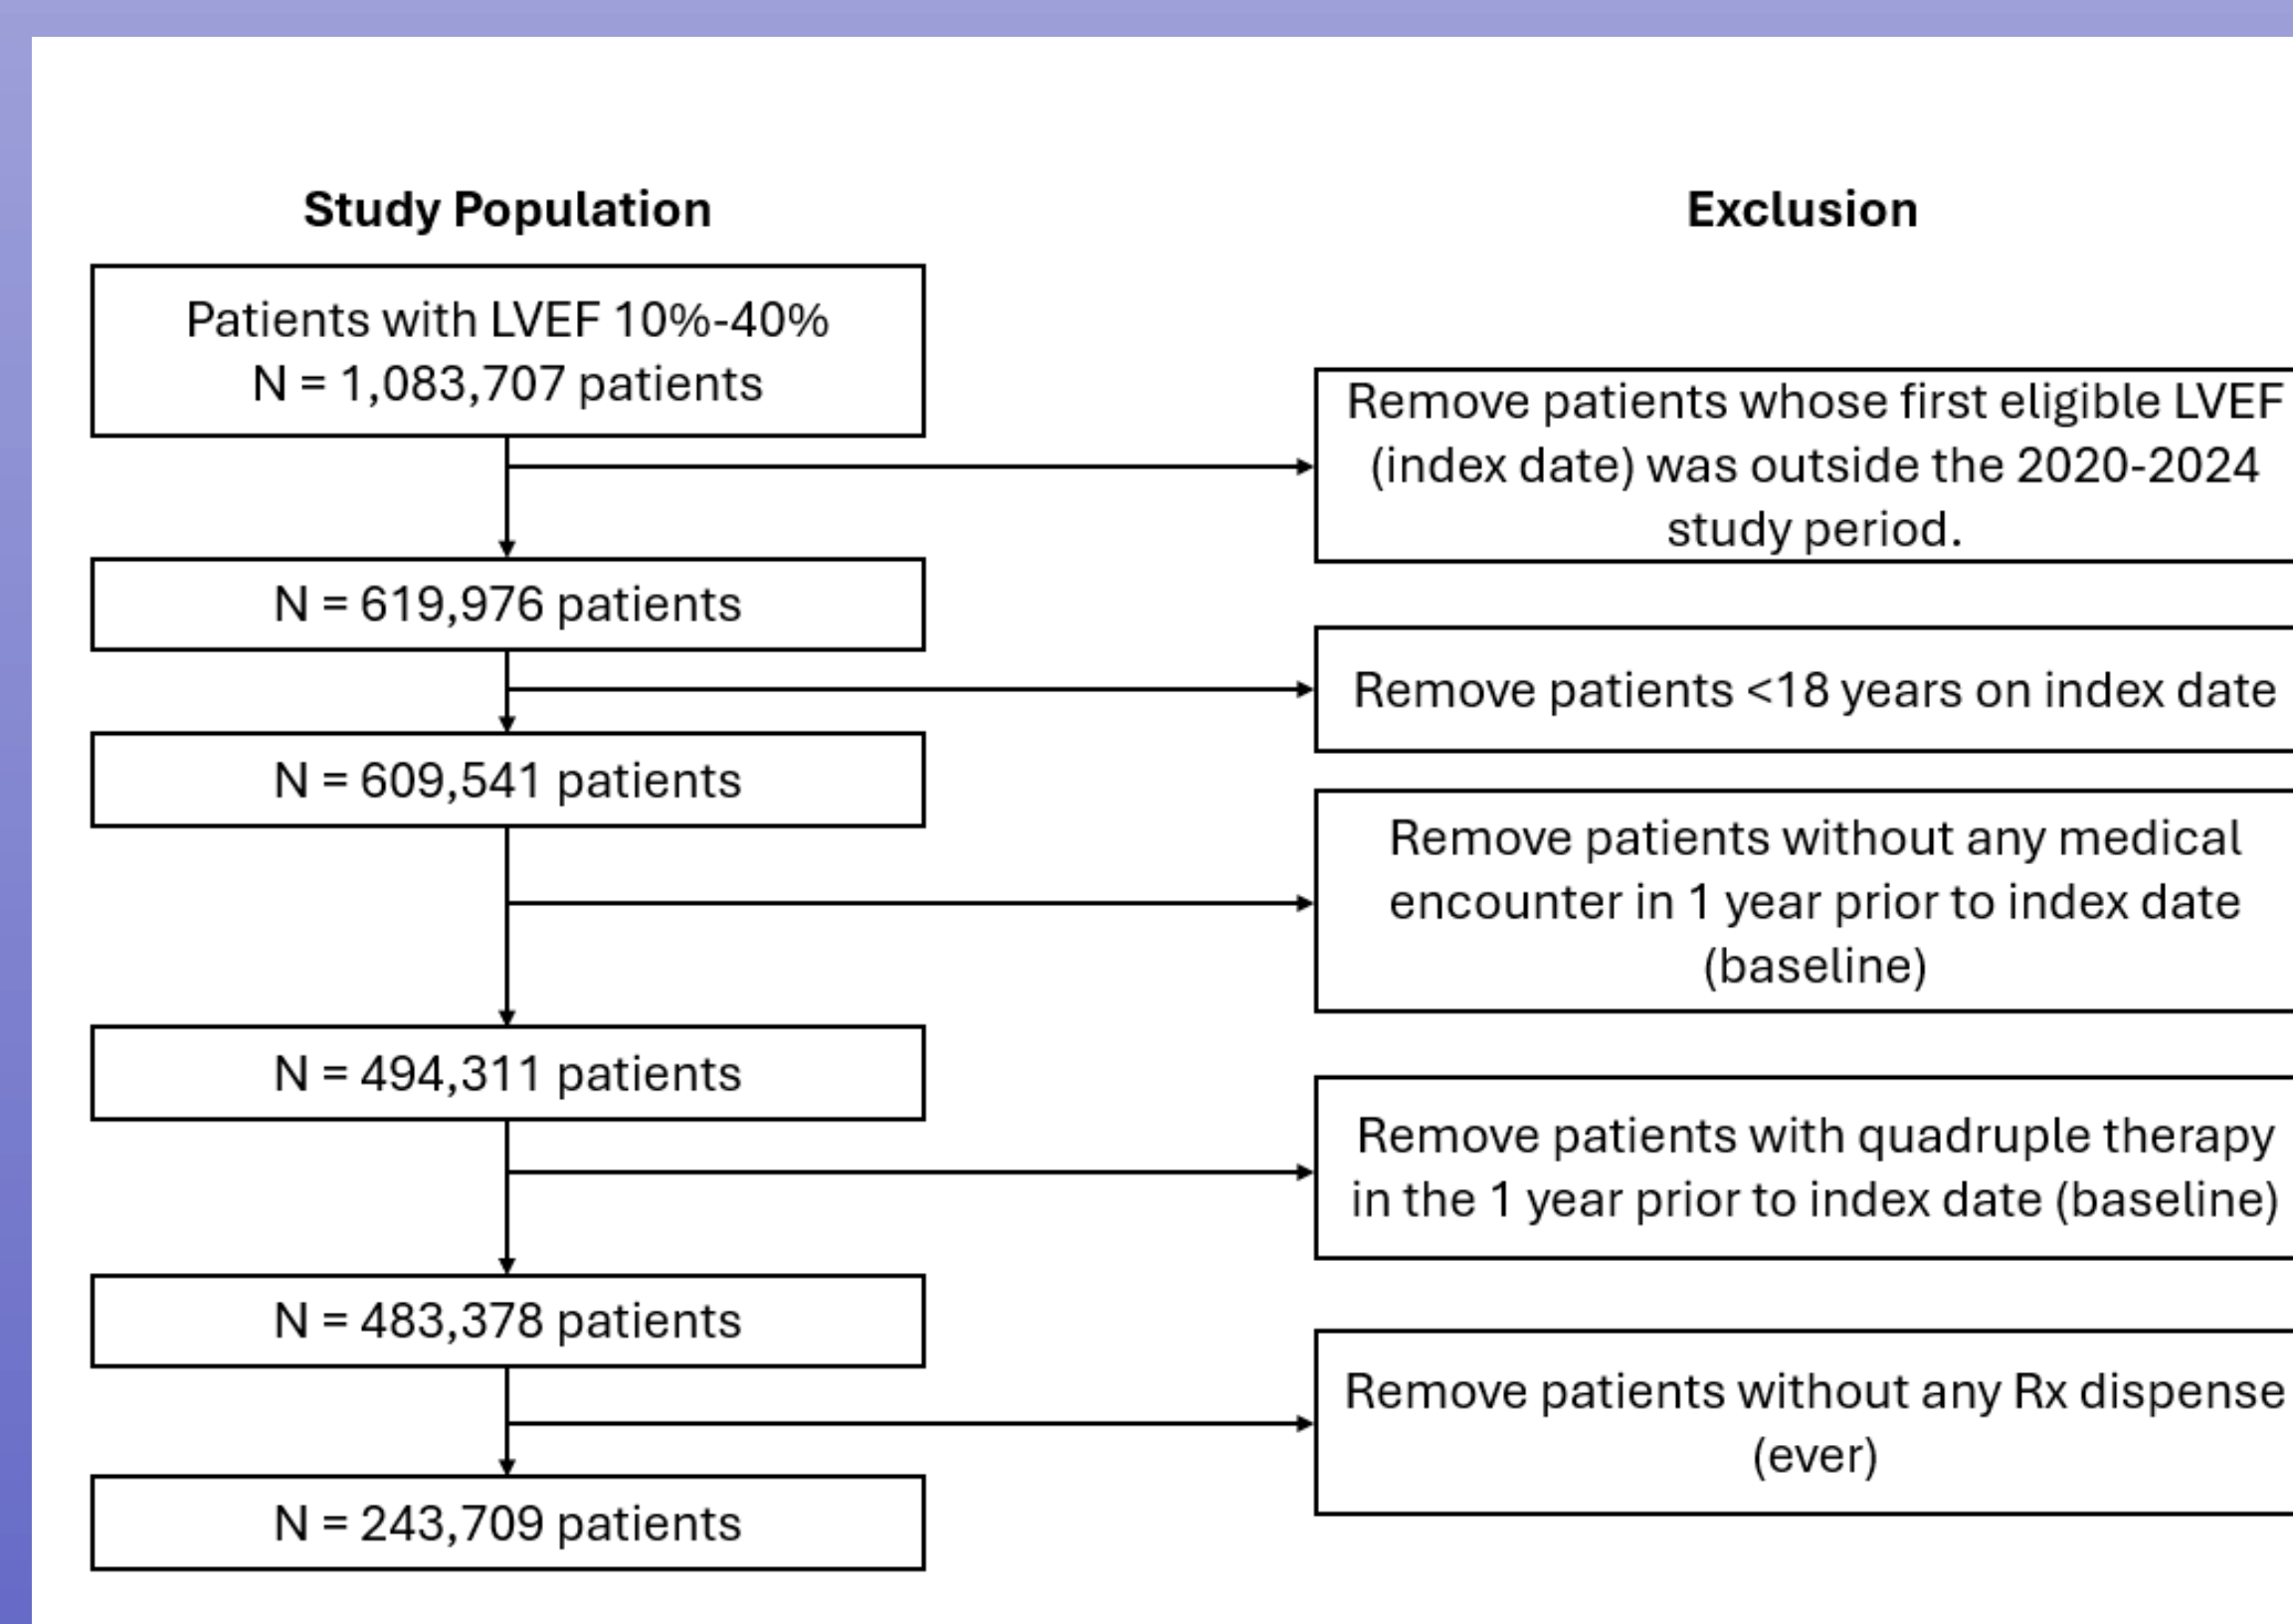 Study Population
Exclusion
Patients with LVEF 10%-40%
N = 1,083,707 patients
Remove patients whose first eligible LVEF
(index date) was outside the 2020-2024
study period.
N = 619,976 patients
Remove patients <18 years on index date
N = 609,541 patients
Remove patients without any medical
encounter in 1 year prior to index date
(baseline)
N = 494,311 patients
Remove patients with quadruple therapy
in the 1 year prior to index date (baseline)
N = 483,378 patients
Remove patients without any Rx dispense
(ever)
N = 243,709 patients